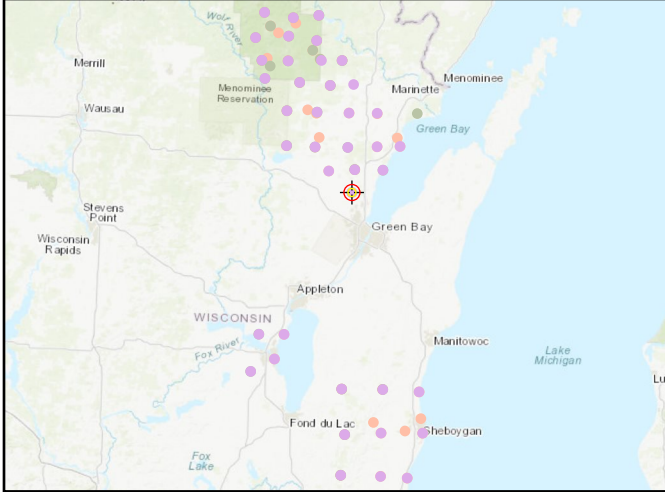 Wolf
River
Merrill
Menominee
Marinette
Menominee
Reservation
Wausau
Green Bay
Stevens
Point
Green Bay
Wisconsin
Rapids
Appleton
WISCONSIN
Manitowoc
Fox River
Lake
Michigan
Lu
Fond du Lac
Sheboygan
Fox
Lake